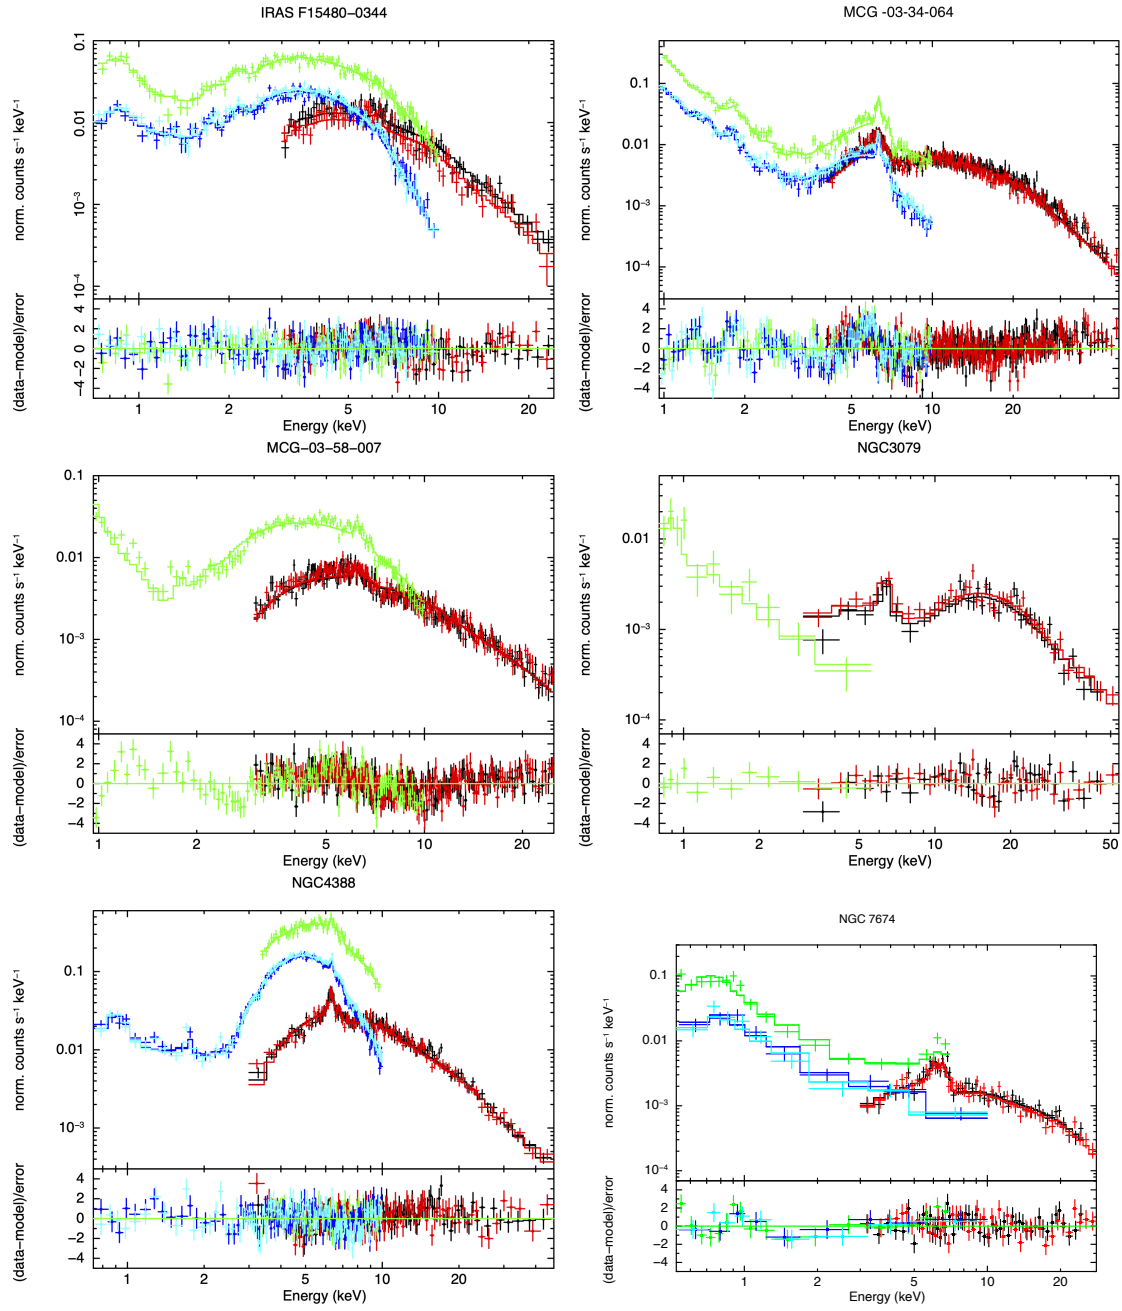 IRAS F15480−0344
norm. counts s⁻¹ keV⁻¹
0.1
0.01
10⁻³
10⁻⁴
(data−model)/error
4
2
0
−2
−4
1 2 5 10 20
Energy (keV)
MCG -03-34-064
norm. counts s⁻¹ keV⁻¹
0.1
0.01
10⁻³
10⁻⁴
(data−model)/error
4
2
0
−2
−4
1 2 5 10 20
Energy (keV)
MCG−03−58−007
norm. counts s⁻¹ keV⁻¹
0.1
0.01
10⁻³
10⁻⁴
(data−model)/error
4
2
0
−2
−4
1 2 5 10 20
Energy (keV)
NGC3079
norm. counts s⁻¹ keV⁻¹
0.01
10⁻³
10⁻⁴
(data−model)/error
4
2
0
−2
−4
1 2 5 10 20 50
Energy (keV)
NGC4388
norm. counts s⁻¹ keV⁻¹
0.1
0.01
10⁻³
(data−model)/error
4
2
0
−2
−4
1 2 5 10 20
Energy (keV)
NGC 7674
norm. counts s⁻¹ keV⁻¹
0.1
0.01
10⁻³
10⁻⁴
(data−model)/error
4
2
0
−2
−4
1 2 5 10 20
Energy (keV)